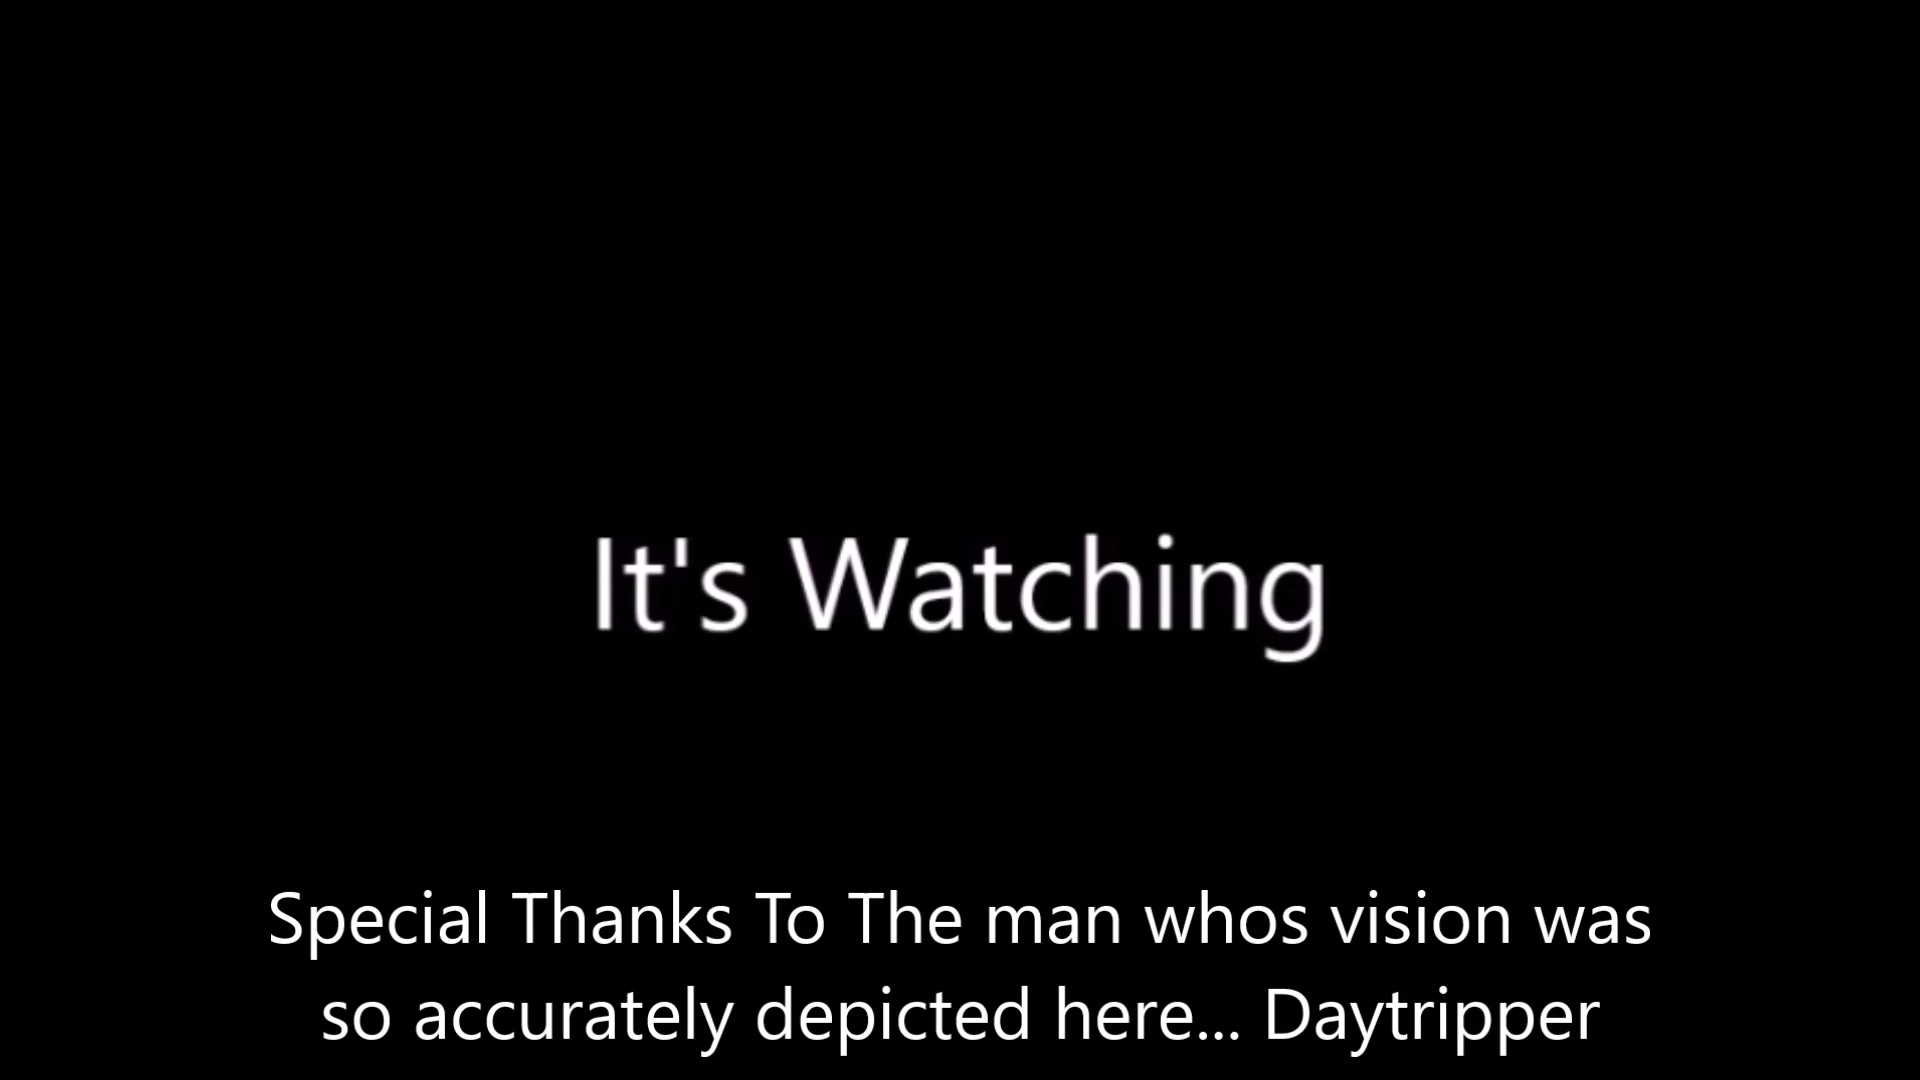 It's Watching
Special Thanks To The man whos vision was
so accurately depicted here... Daytripper